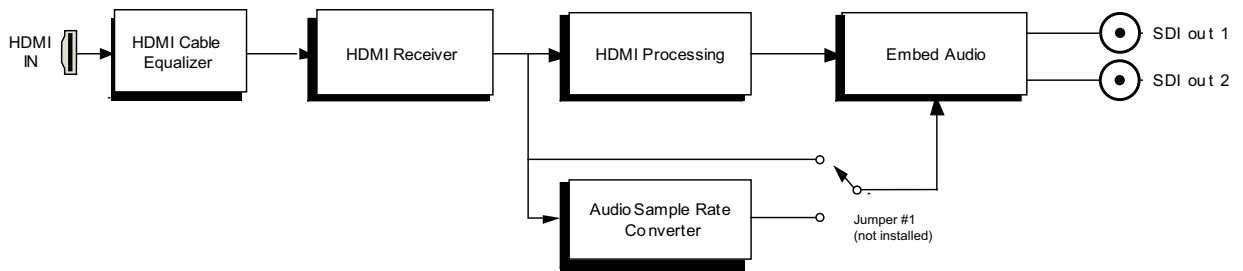 HDMI
IN
HDMI Cable
Equalizer
HDMI Receiver
HDMI Processing
Embed Audio
SDI out 1
SDI out 2
Audio Sample Rate
Converter
Jumper #1
(not installed)